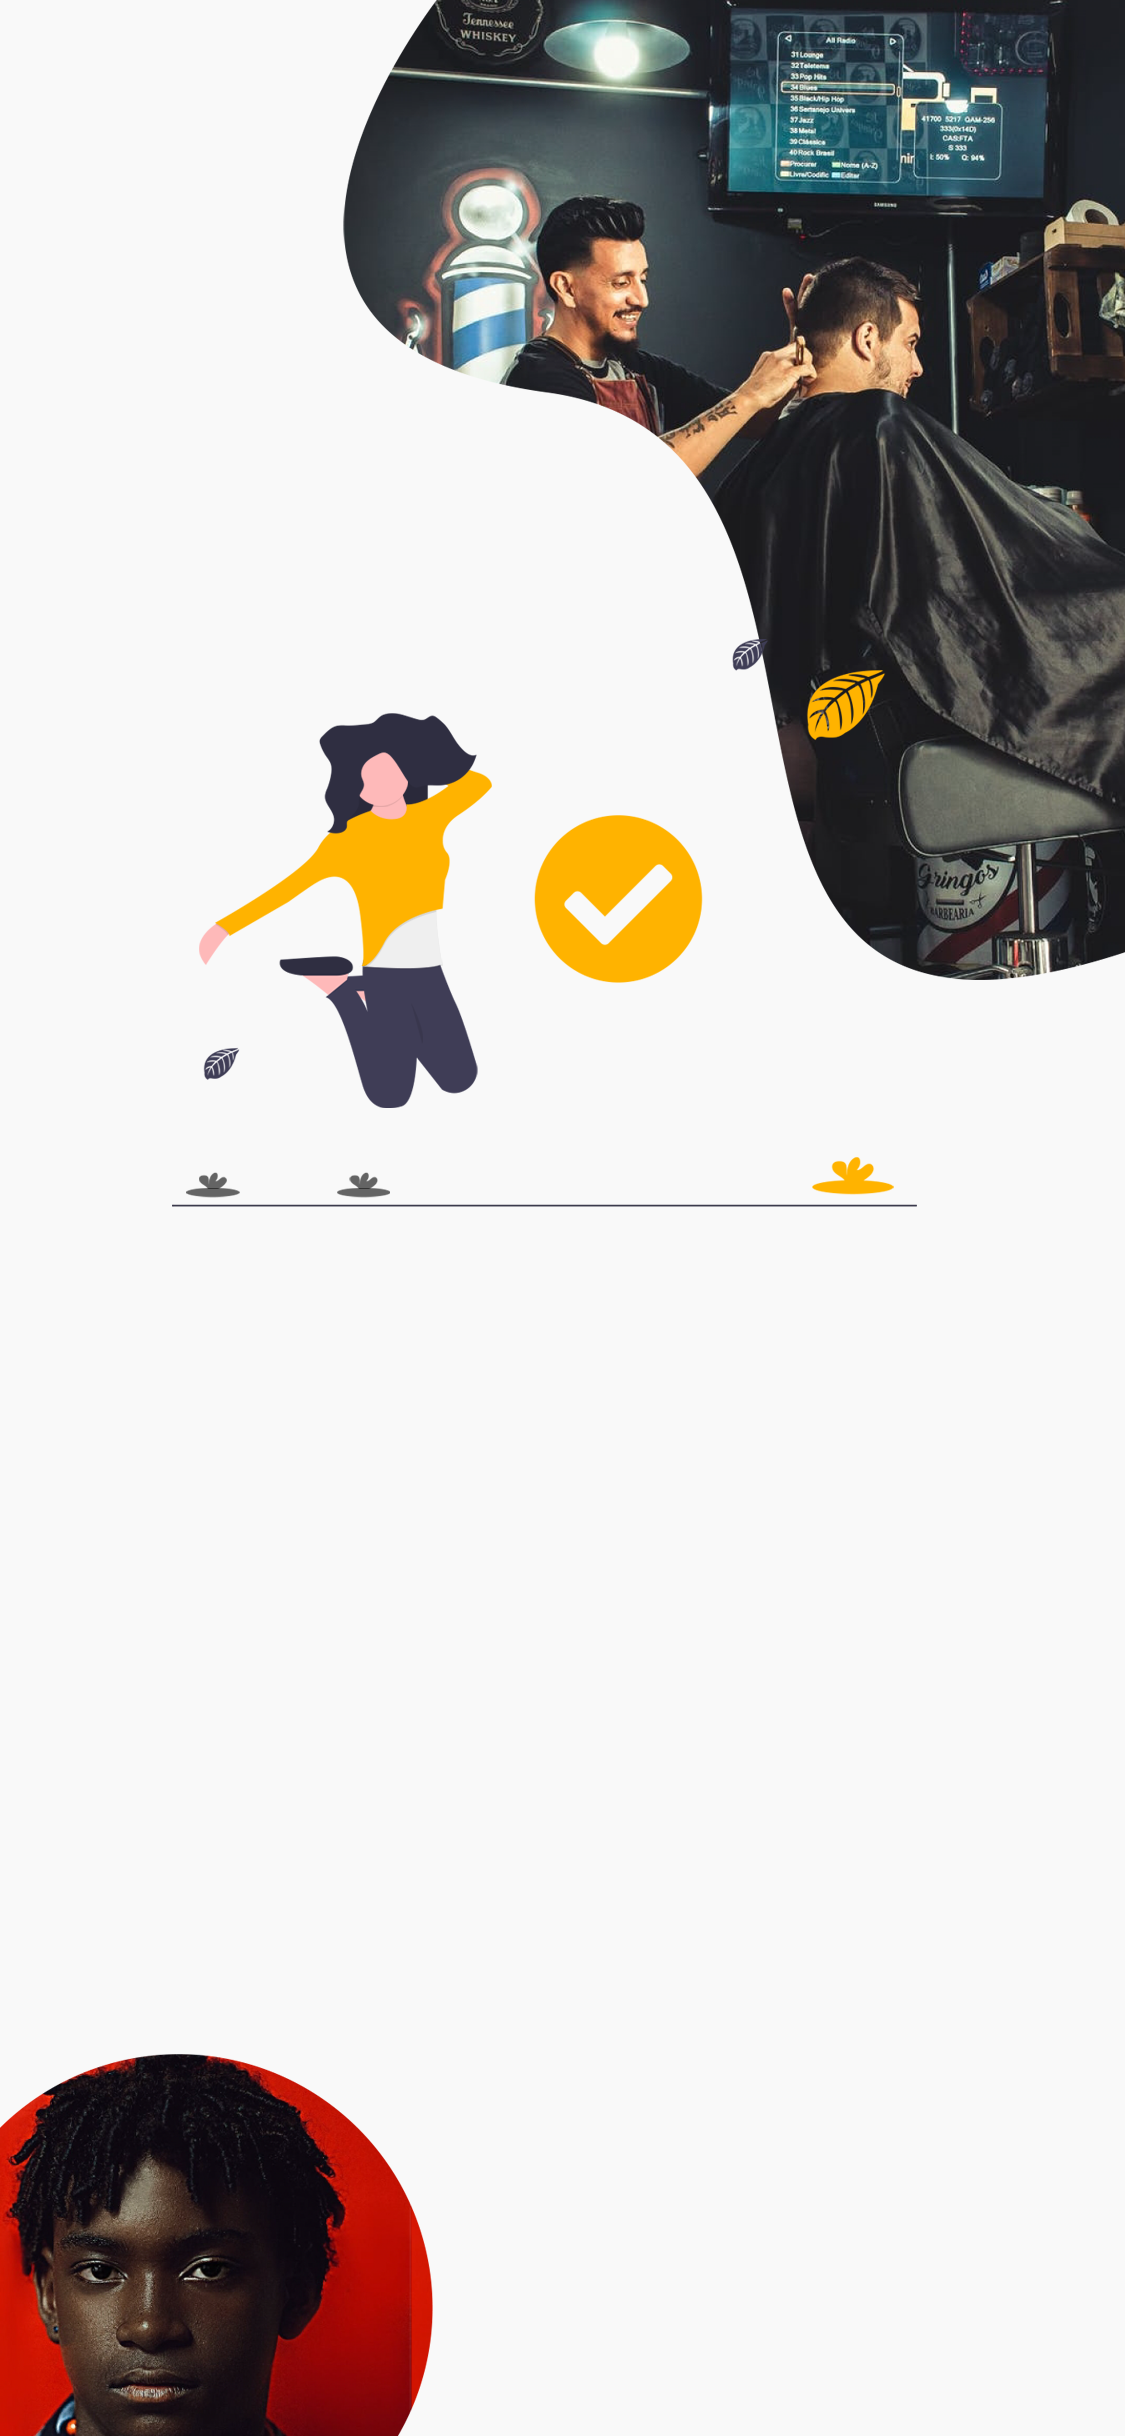 Tennessee
WHISKEY
All Radio
31 Lounge
32 Teletema
33 Pop Hits
34 Blues
35 Black/Hip Hop
36 Sertanejo Univers
37 Jazz
38 Metal
39 Clássica
40 Rock Brasil
Procurar Nome (A-Z)
Livre/Codific Editar
41700 5217 QAM-256
333(0x14D)
CAS:FTA
S 333
I: 50% Q: 94%
SAMSUNG
Gringos
BARBEARIA